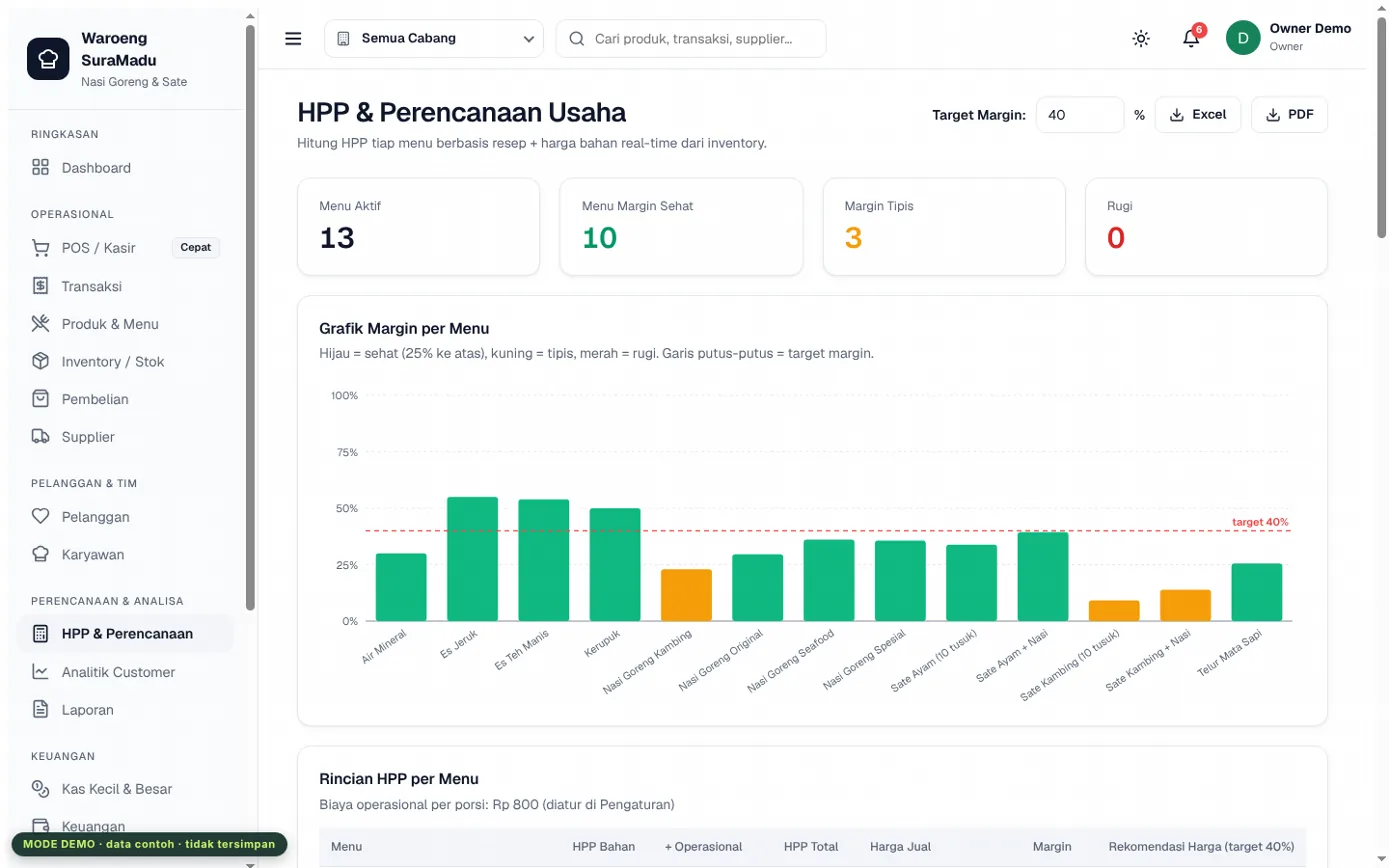 Waroeng
SuraMadu
Nasi Goreng & Sate
RINGKASAN
Dashboard
OPERASIONAL
POS / Kasir
Cepat
Transaksi
Produk & Menu
Inventory / Stok
Pembelian
Supplier
PELANGGAN & TIM
Pelanggan
Karyawan
PERENCANAAN & ANALISA
HPP & Perencanaan
Analitik Customer
Laporan
KEUANGAN
Kas Kecil & Besar
Keuangan
MODE DEMO · data contoh · tidak tersimpan
Semua Cabang
Cari produk, transaksi, supplier...
6
D
Owner Demo
Owner
HPP & Perencanaan Usaha
Hitung HPP tiap menu berbasis resep + harga bahan real-time dari inventory.
Target Margin:
40
%
Excel
PDF
Menu Aktif
13
Menu Margin Sehat
10
Margin Tipis
3
Rugi
0
Grafik Margin per Menu
Hijau = sehat (25% ke atas), kuning = tipis, merah = rugi. Garis putus-putus = target margin.
100%
75%
50%
25%
0%
target 40%
Air Mineral
Es Jeruk
Es Teh Manis
Kerupuk
Nasi Goreng Kambing
Nasi Goreng Original
Nasi Goreng Seafood
Nasi Goreng Spesial
Sate Ayam (10 tusuk)
Sate Ayam + Nasi
Sate Kambing (10 tusuk)
Sate Kambing + Nasi
Telur Mata Sapi
Rincian HPP per Menu
Biaya operasional per porsi: Rp 800 (diatur di Pengaturan)
Menu
HPP Bahan
+ Operasional
HPP Total
Harga Jual
Margin
Rekomendasi Harga (target 40%)